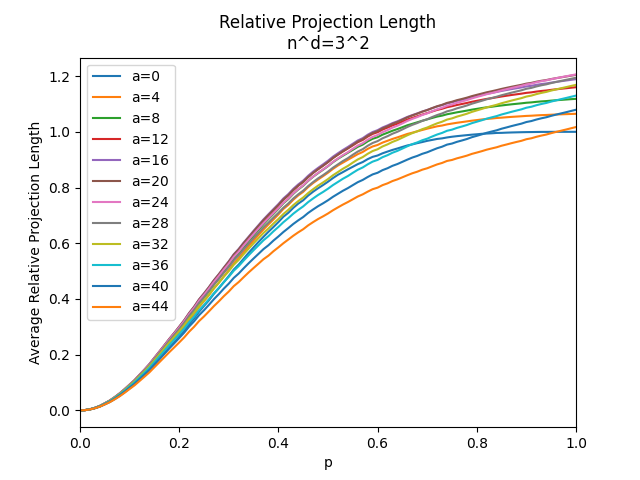 Relative Projection Length
n^d=3^2
Average Relative Projection Length
1.2
1.0
0.8
0.6
0.4
0.2
0.0
a=0
a=4
a=8
a=12
a=16
a=20
a=24
a=28
a=32
a=36
a=40
a=44
0.0 0.2 0.4 0.6 0.8 1.0
p